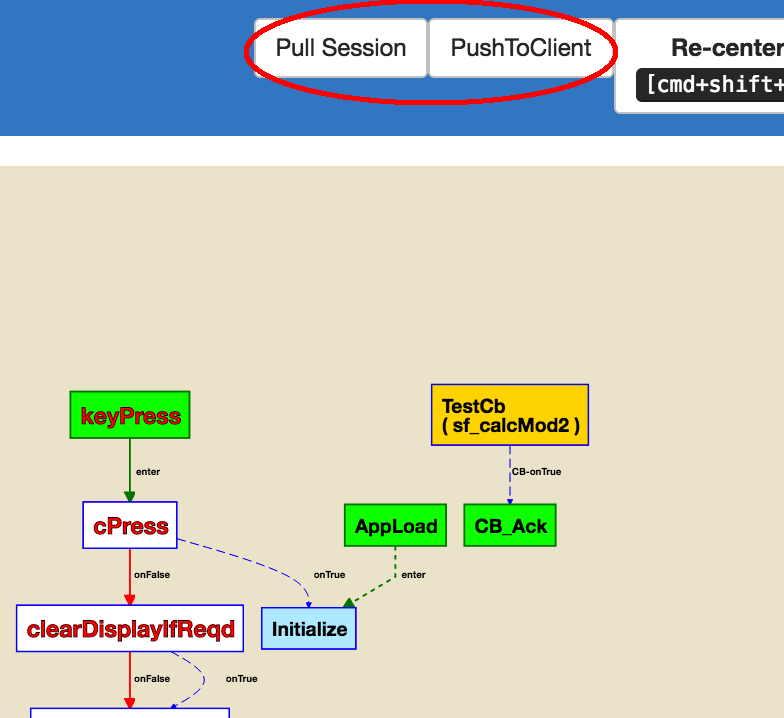 Pull Session
PushToClient
Re-center
[cmd+shift+
keyPress
TestCb
( sf_calcMod2 )
enter
CB-onTrue
cPress
AppLoad
CB_Ack
onFalse
onTrue
enter
clearDisplayIfReqd
Initialize
onFalse
onTrue